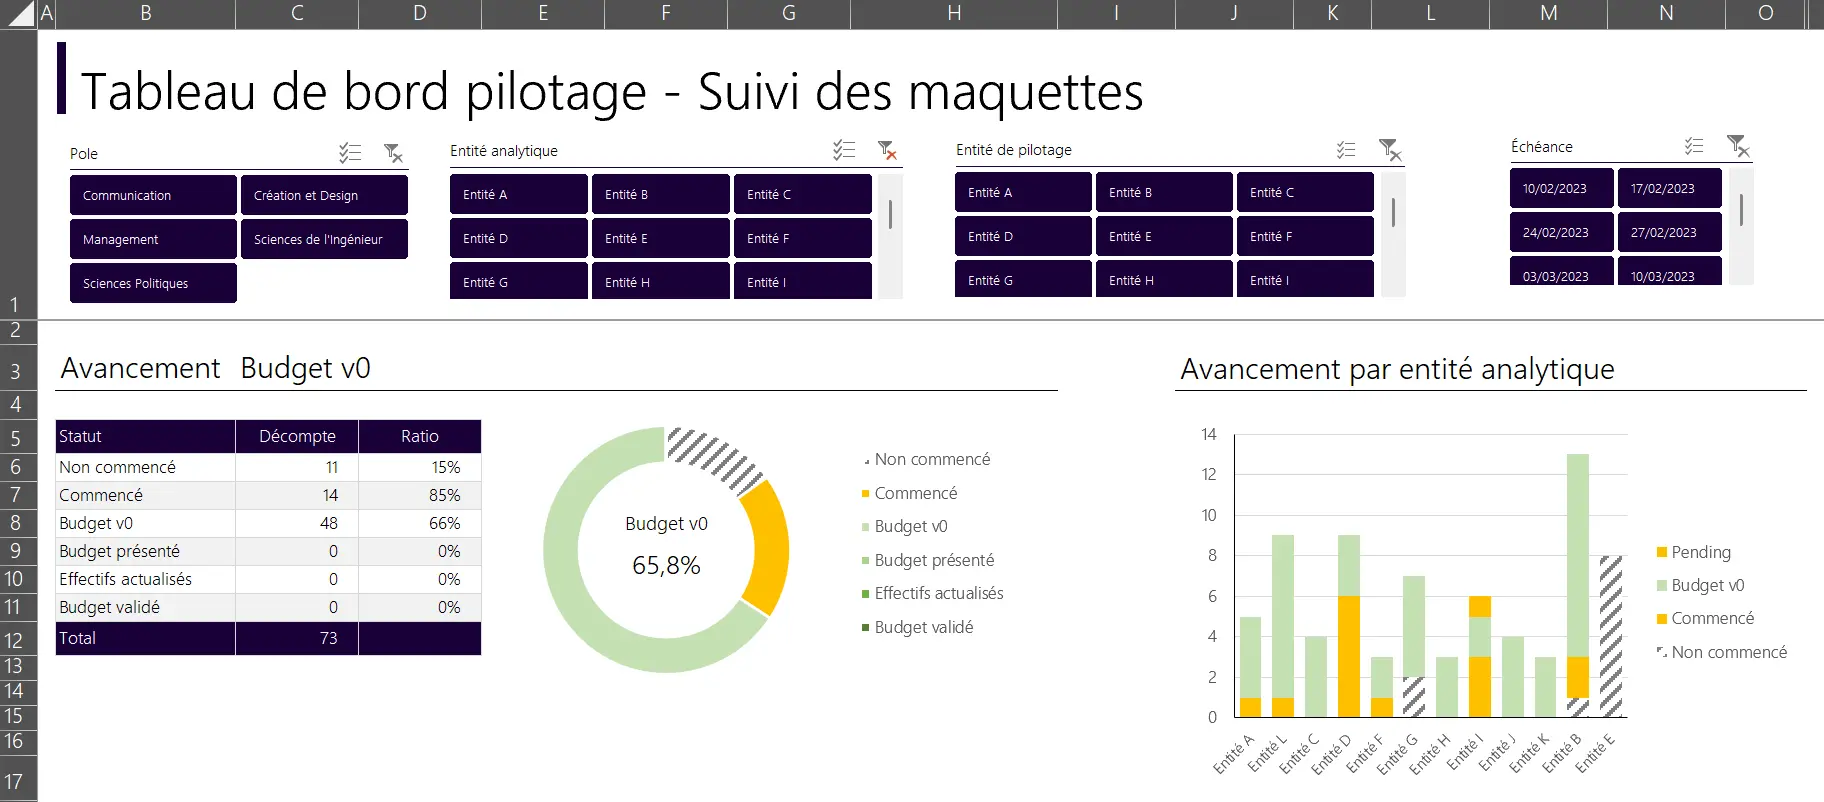 A B C D E F G H I J K L M N O
Tableau de bord pilotage - Suivi des maquettes
Pole
Communication Création et Design
Management Sciences de l'Ingénieur
Sciences Politiques
Entité analytique
Entité A Entité B Entité C
Entité D Entité E Entité F
Entité G Entité H Entité I
Entité de pilotage
Entité A Entité B Entité C
Entité D Entité E Entité F
Entité G Entité H Entité I
Échéance
10/02/2023 17/02/2023
24/02/2023 27/02/2023
03/03/2023 10/03/2023
1
2
3
4
5
6
7
8
9
10
11
12
13
14
15
16
17
Avancement Budget v0
Statut Décompte Ratio
Non commencé 11 15%
Commencé 14 85%
Budget v0 48 66%
Budget présenté 0 0%
Effectifs actualisés 0 0%
Budget validé 0 0%
Total 73
Budget v0
65,8%
Non commencé
Commencé
Budget v0
Budget présenté
Effectifs actualisés
Budget validé
Avancement par entité analytique
14
12
10
8
6
4
2
0
Entité A Entité L Entité C Entité D Entité F Entité G Entité H Entité I Entité J Entité K Entité B Entité E
Pending
Budget v0
Commencé
Non commencé